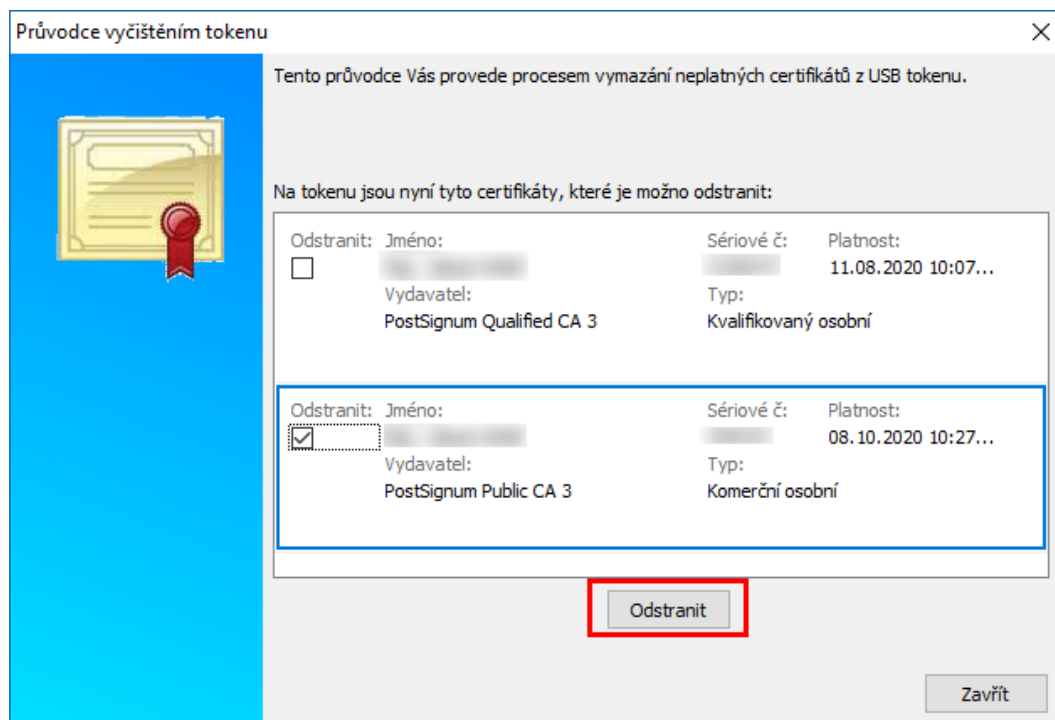 Průvodce vyčištěním tokenu
Tento průvodce Vás provede procesem vymazání neplatných certifikátů z USB tokenu.
Na tokenu jsou nyní tyto certifikáty, které je možno odstranit:
Odstranit: Jméno: Sériové č: Platnost:
11.08.2020 10:07...
Vydavatel: Typ:
PostSignum Qualified CA 3 Kvalifikovaný osobní
Odstranit: Jméno: Sériové č: Platnost:
08.10.2020 10:27...
Vydavatel: Typ:
PostSignum Public CA 3 Komerční osobní
Odstranit
Zavřít